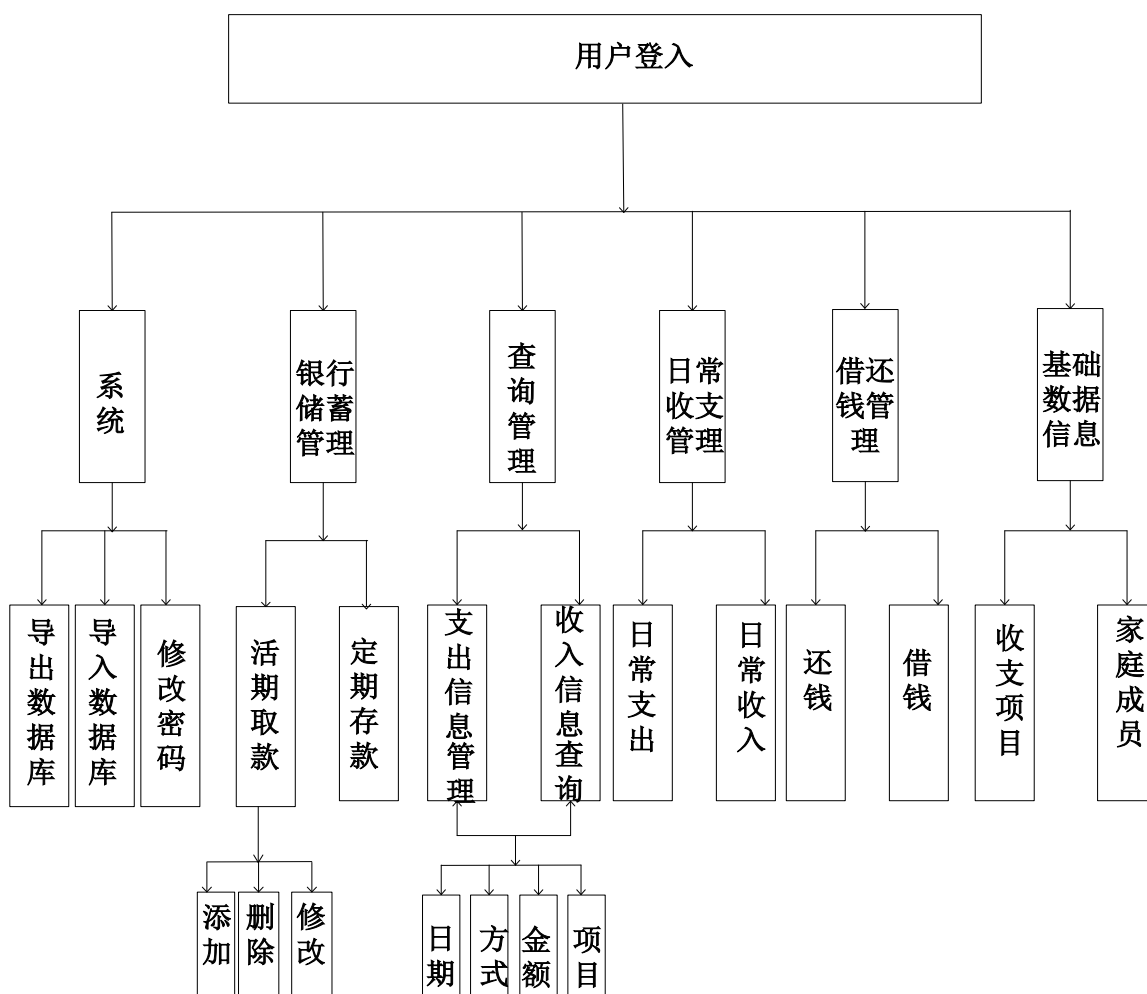 用户登入
系统
银行
储蓄
管理
查询管理
日常
收支
管理
借还
钱管
理
基础
数据
信息
导出数据库
导入数据库
修改密码
活期取款
定期存款
支出信息管理
收入信息查询
日常支出
日常收入
还钱
借钱
收支项目
家庭成员
添加
删除
修改
日期
方式
金额
项目